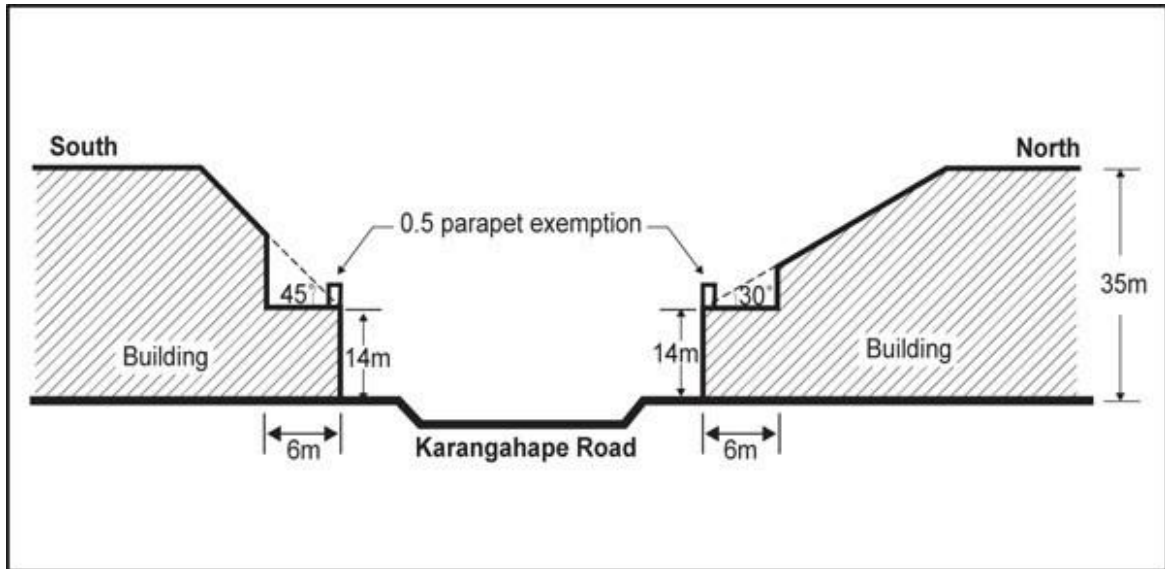 South
North
0.5 parapet exemption
45°
30°
35m
Building
14m
14m
Building
6m
Karangahape Road
6m